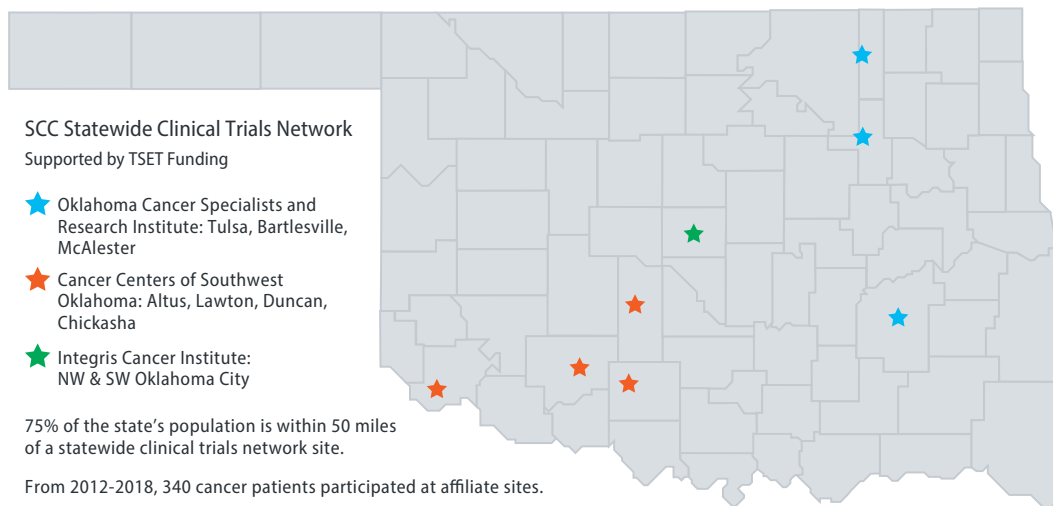 SCC Statewide Clinical Trials Network
Supported by TSET Funding
Oklahoma Cancer Specialists and
Research Institute: Tulsa, Bartlesville,
McAlester
Cancer Centers of Southwest
Oklahoma: Altus, Lawton, Duncan,
Chickasha
Integris Cancer Institute:
NW & SW Oklahoma City
75% of the state’s population is within 50 miles
of a statewide clinical trials network site.
From 2012-2018, 340 cancer patients participated at affiliate sites.